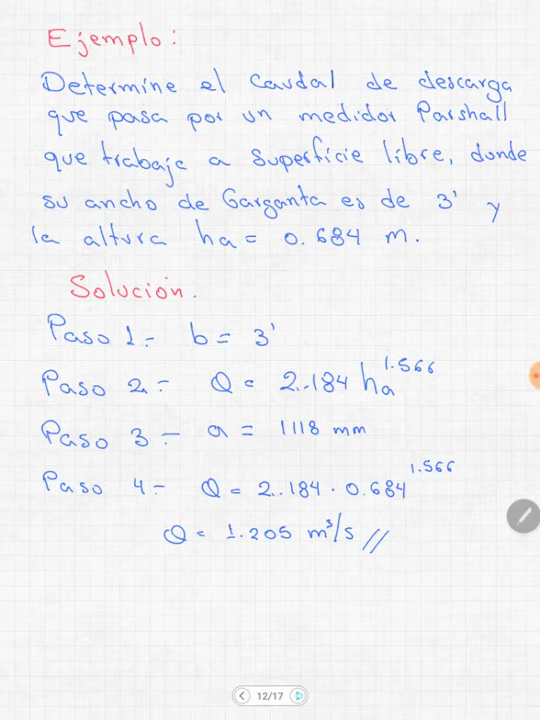 Ejemplo:
Determine el caudal de descarga
que pasa por un medidor Parshall
que trabaje a superficie libre, donde
su ancho de Garganta es de 3' y
la altura ha = 0.684 m.
Solución.
Paso 1.- b = 3'
Paso 2.- Q = 2.184 ha^1.566
Paso 3.- a = 1118 mm
Paso 4.- Q = 2.184 · 0.684^1.566
Q = 1.205 m³/s //
12/17